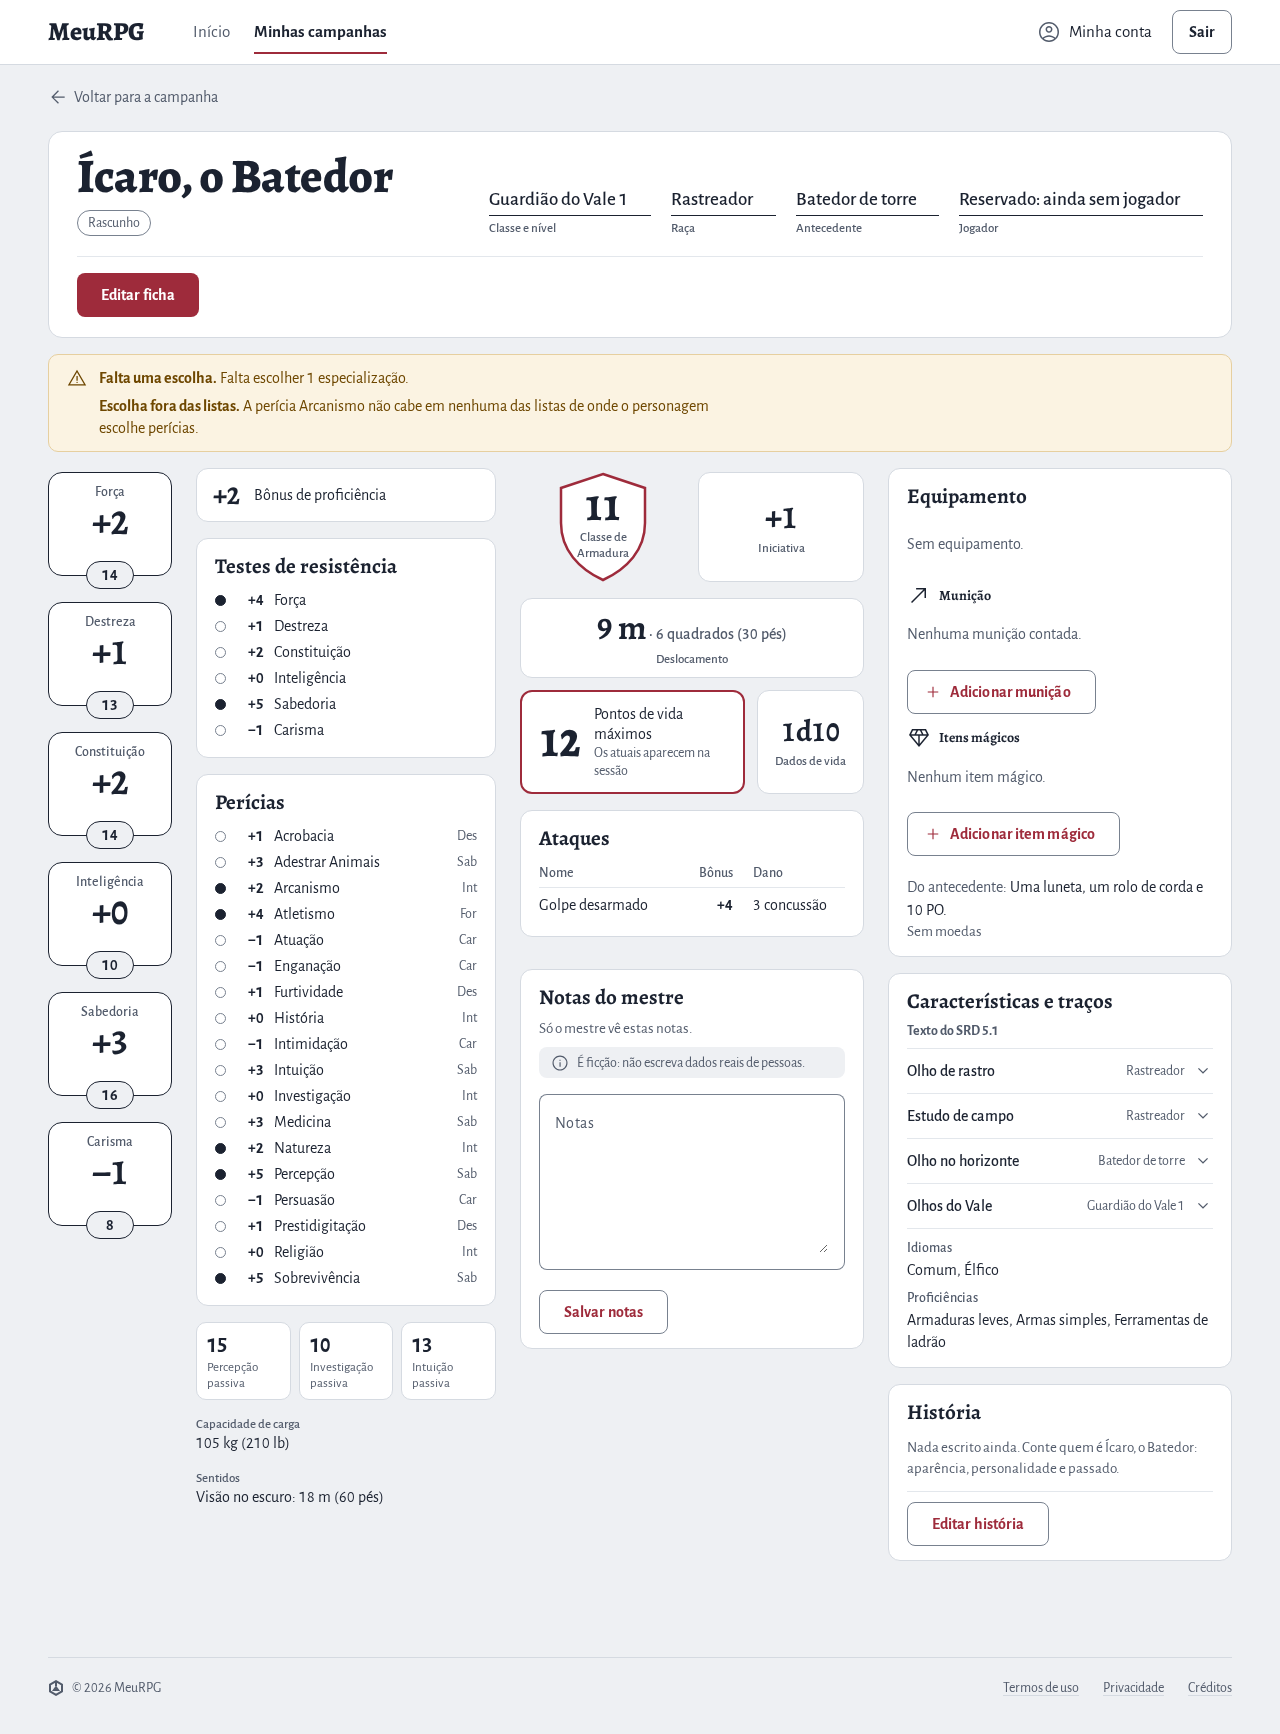 MeuRPG
Início
Minhas campanhas
Minha conta
Sair
Voltar para a campanha
Ícaro, o Batedor
Rascunho
Guardião do Vale 1
Classe e nível
Rastreador
Raça
Batedor de torre
Antecedente
Reservado: ainda sem jogador
Jogador
Editar ficha
Falta uma escolha. Falta escolher 1 especialização.
Escolha fora das listas. A perícia Arcanismo não cabe em nenhuma das listas de onde o personagem
escolhe perícias.
Força
+2
14
Destreza
+1
13
Constituição
+2
14
Inteligência
+0
10
Sabedoria
+3
16
Carisma
−1
8
+2 Bônus de proficiência
Testes de resistência
+4 Força
+1 Destreza
+2 Constituição
+0 Inteligência
+5 Sabedoria
−1 Carisma
Perícias
+1 Acrobacia Des
+3 Adestrar Animais Sab
+2 Arcanismo Int
+4 Atletismo For
−1 Atuação Car
−1 Enganação Car
+1 Furtividade Des
+0 História Int
−1 Intimidação Car
+3 Intuição Sab
+0 Investigação Int
+3 Medicina Sab
+2 Natureza Int
+5 Percepção Sab
−1 Persuasão Car
+1 Prestidigitação Des
+0 Religião Int
+5 Sobrevivência Sab
15
Percepção
passiva
10
Investigação
passiva
13
Intuição
passiva
Capacidade de carga
105 kg (210 lb)
Sentidos
Visão no escuro: 18 m (60 pés)
11
Classe de
Armadura
+1
Iniciativa
9 m · 6 quadrados (30 pés)
Deslocamento
12
Pontos de vida
máximos
Os atuais aparecem na
sessão
1d10
Dados de vida
Ataques
Nome Bônus Dano
Golpe desarmado +4 3 concussão
Notas do mestre
Só o mestre vê estas notas.
É ficção: não escreva dados reais de pessoas.
Notas
Salvar notas
Equipamento
Sem equipamento.
Munição
Nenhuma munição contada.
Adicionar munição
Itens mágicos
Nenhum item mágico.
Adicionar item mágico
Do antecedente: Uma luneta, um rolo de corda e
10 PO.
Sem moedas
Características e traços
Texto do SRD 5.1
Olho de rastro Rastreador
Estudo de campo Rastreador
Olho no horizonte Batedor de torre
Olhos do Vale Guardião do Vale 1
Idiomas
Comum, Élfico
Proficiências
Armaduras leves, Armas simples, Ferramentas de
ladrão
História
Nada escrito ainda. Conte quem é Ícaro, o Batedor:
aparência, personalidade e passado.
Editar história
© 2026 MeuRPG
Termos de uso
Privacidade
Créditos